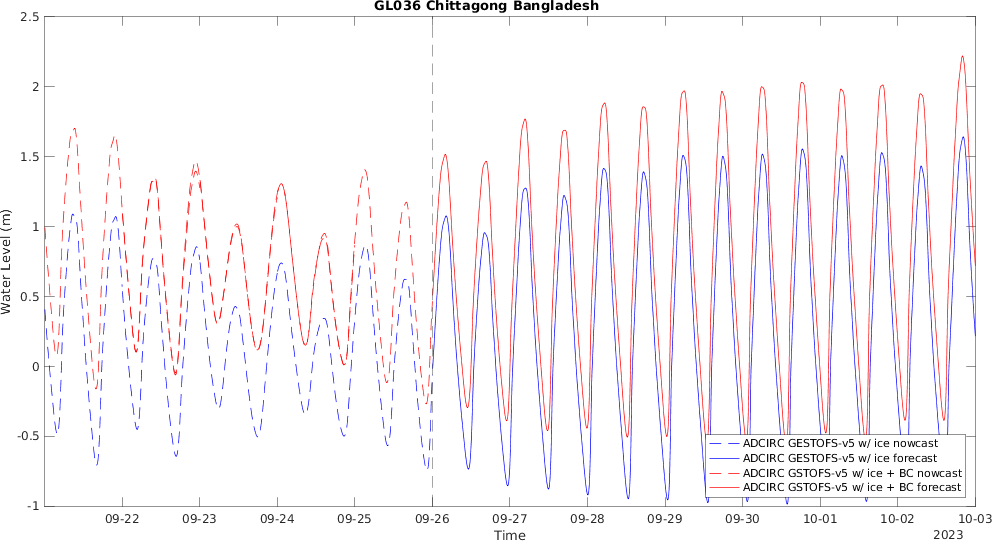 GL036 Chittagong Bangladesh
Water Level (m)
2.5
2
1.5
1
0.5
0
-0.5
-1
ADCIRC GESTOFS-v5 w/ ice nowcast
ADCIRC GESTOFS-v5 w/ ice forecast
ADCIRC GSTOFS-v5 w/ ice + BC nowcast
ADCIRC GSTOFS-v5 w/ ice + BC forecast
09-22 09-23 09-24 09-25 09-26 09-27 09-28 09-29 09-30 10-01 10-02 10-03
Time
2023